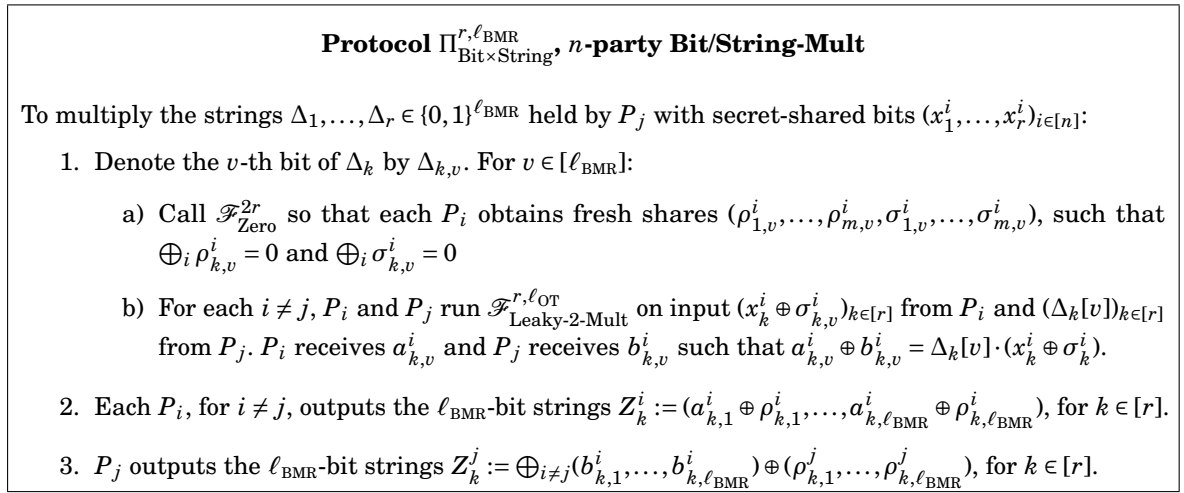 Protocol Π^{r,ℓ_BMR}_{Bit×String}, n-party Bit/String-Mult
To multiply the strings Δ_1,…,Δ_r ∈ {0,1}^{ℓ_BMR} held by P_j with secret-shared bits (x^i_1,…,x^i_r)_{i∈[n]}:
1. Denote the v-th bit of Δ_k by Δ_{k,v}. For v ∈ [ℓ_BMR]:
a) Call ℱ^{2r}_{Zero} so that each P_i obtains fresh shares (ρ^i_{1,v},…,ρ^i_{m,v},σ^i_{1,v},…,σ^i_{m,v}), such that
⊕_i ρ^i_{k,v} = 0 and ⊕_i σ^i_{k,v} = 0
b) For each i ≠ j, P_i and P_j run ℱ^{r,ℓ_OT}_{Leaky-2-Mult} on input (x^i_k ⊕ σ^i_{k,v})_{k∈[r]} from P_i and (Δ_k[v])_{k∈[r]}
from P_j. P_i receives a^i_{k,v} and P_j receives b^i_{k,v} such that a^i_{k,v} ⊕ b^i_{k,v} = Δ_k[v]·(x^i_k ⊕ σ^i_k).
2. Each P_i, for i ≠ j, outputs the ℓ_BMR-bit strings Z^i_k := (a^i_{k,1} ⊕ ρ^i_{k,1},…,a^i_{k,ℓ_BMR} ⊕ ρ^i_{k,ℓ_BMR}), for k ∈ [r].
3. P_j outputs the ℓ_BMR-bit strings Z^j_k := ⊕_{i≠j}(b^i_{k,1},…,b^i_{k,ℓ_BMR}) ⊕ (ρ^j_{k,1},…,ρ^j_{k,ℓ_BMR}), for k ∈ [r].